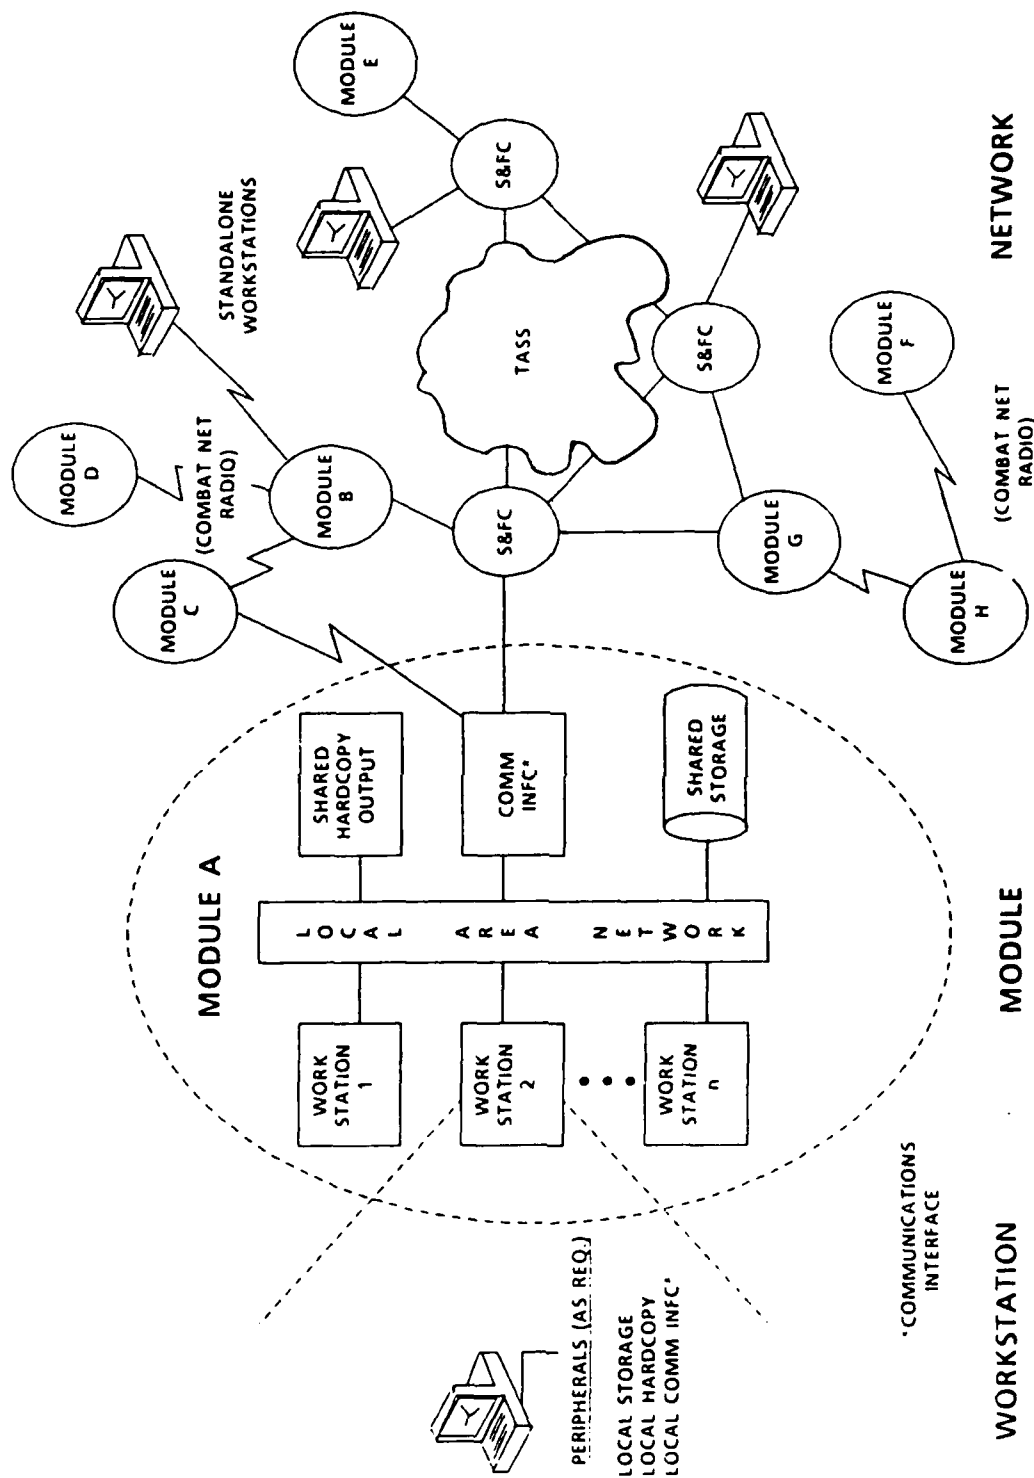 MODULE A
WORK
STATION
1
WORK
STATION
2
WORK
STATION
n
LOCAL AREA NETWORK
SHARED
HARDCOPY
OUTPUT
COMM
INFC*
SHARED
STORAGE
PERIPHERALS (AS REQ.)
LOCAL STORAGE
LOCAL HARDCOPY
LOCAL COMM INFC*
MODULE
C
MODULE
D
(COMBAT NET
RADIO)
MODULE
B
STANDALONE
WORKSTATIONS
MODULE
E
S&FC
TASS
S&FC
S&FC
MODULE
G
MODULE
H
MODULE
F
(COMBAT NET
RADIO)
*COMMUNICATIONS
INTERFACE
WORKSTATION
MODULE
NETWORK